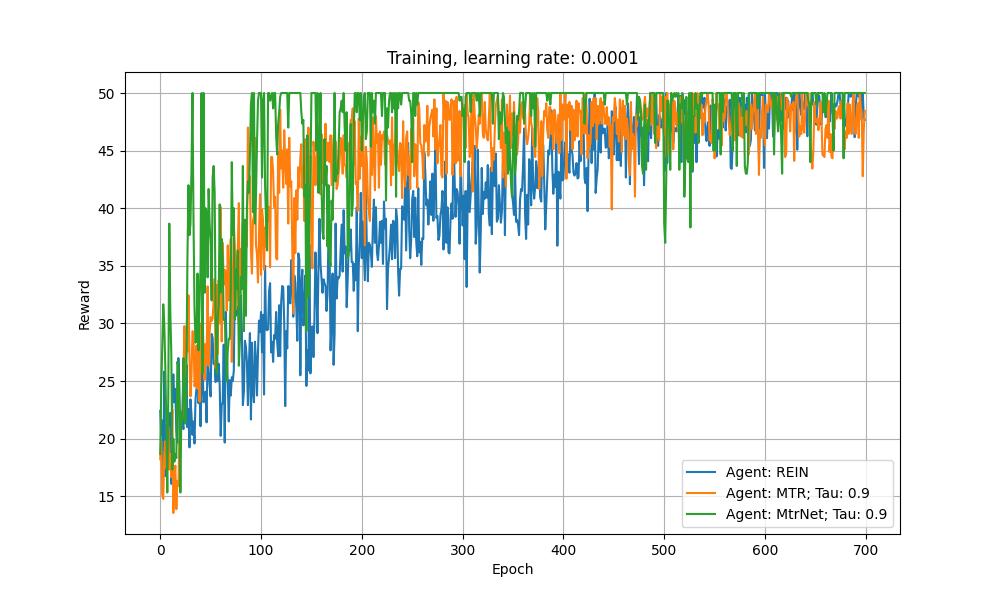 Training, learning rate: 0.0001
Reward
50
45
40
35
30
25
20
15
0 100 200 300 400 500 600 700
Epoch
Agent: REIN
Agent: MTR; Tau: 0.9
Agent: MtrNet; Tau: 0.9